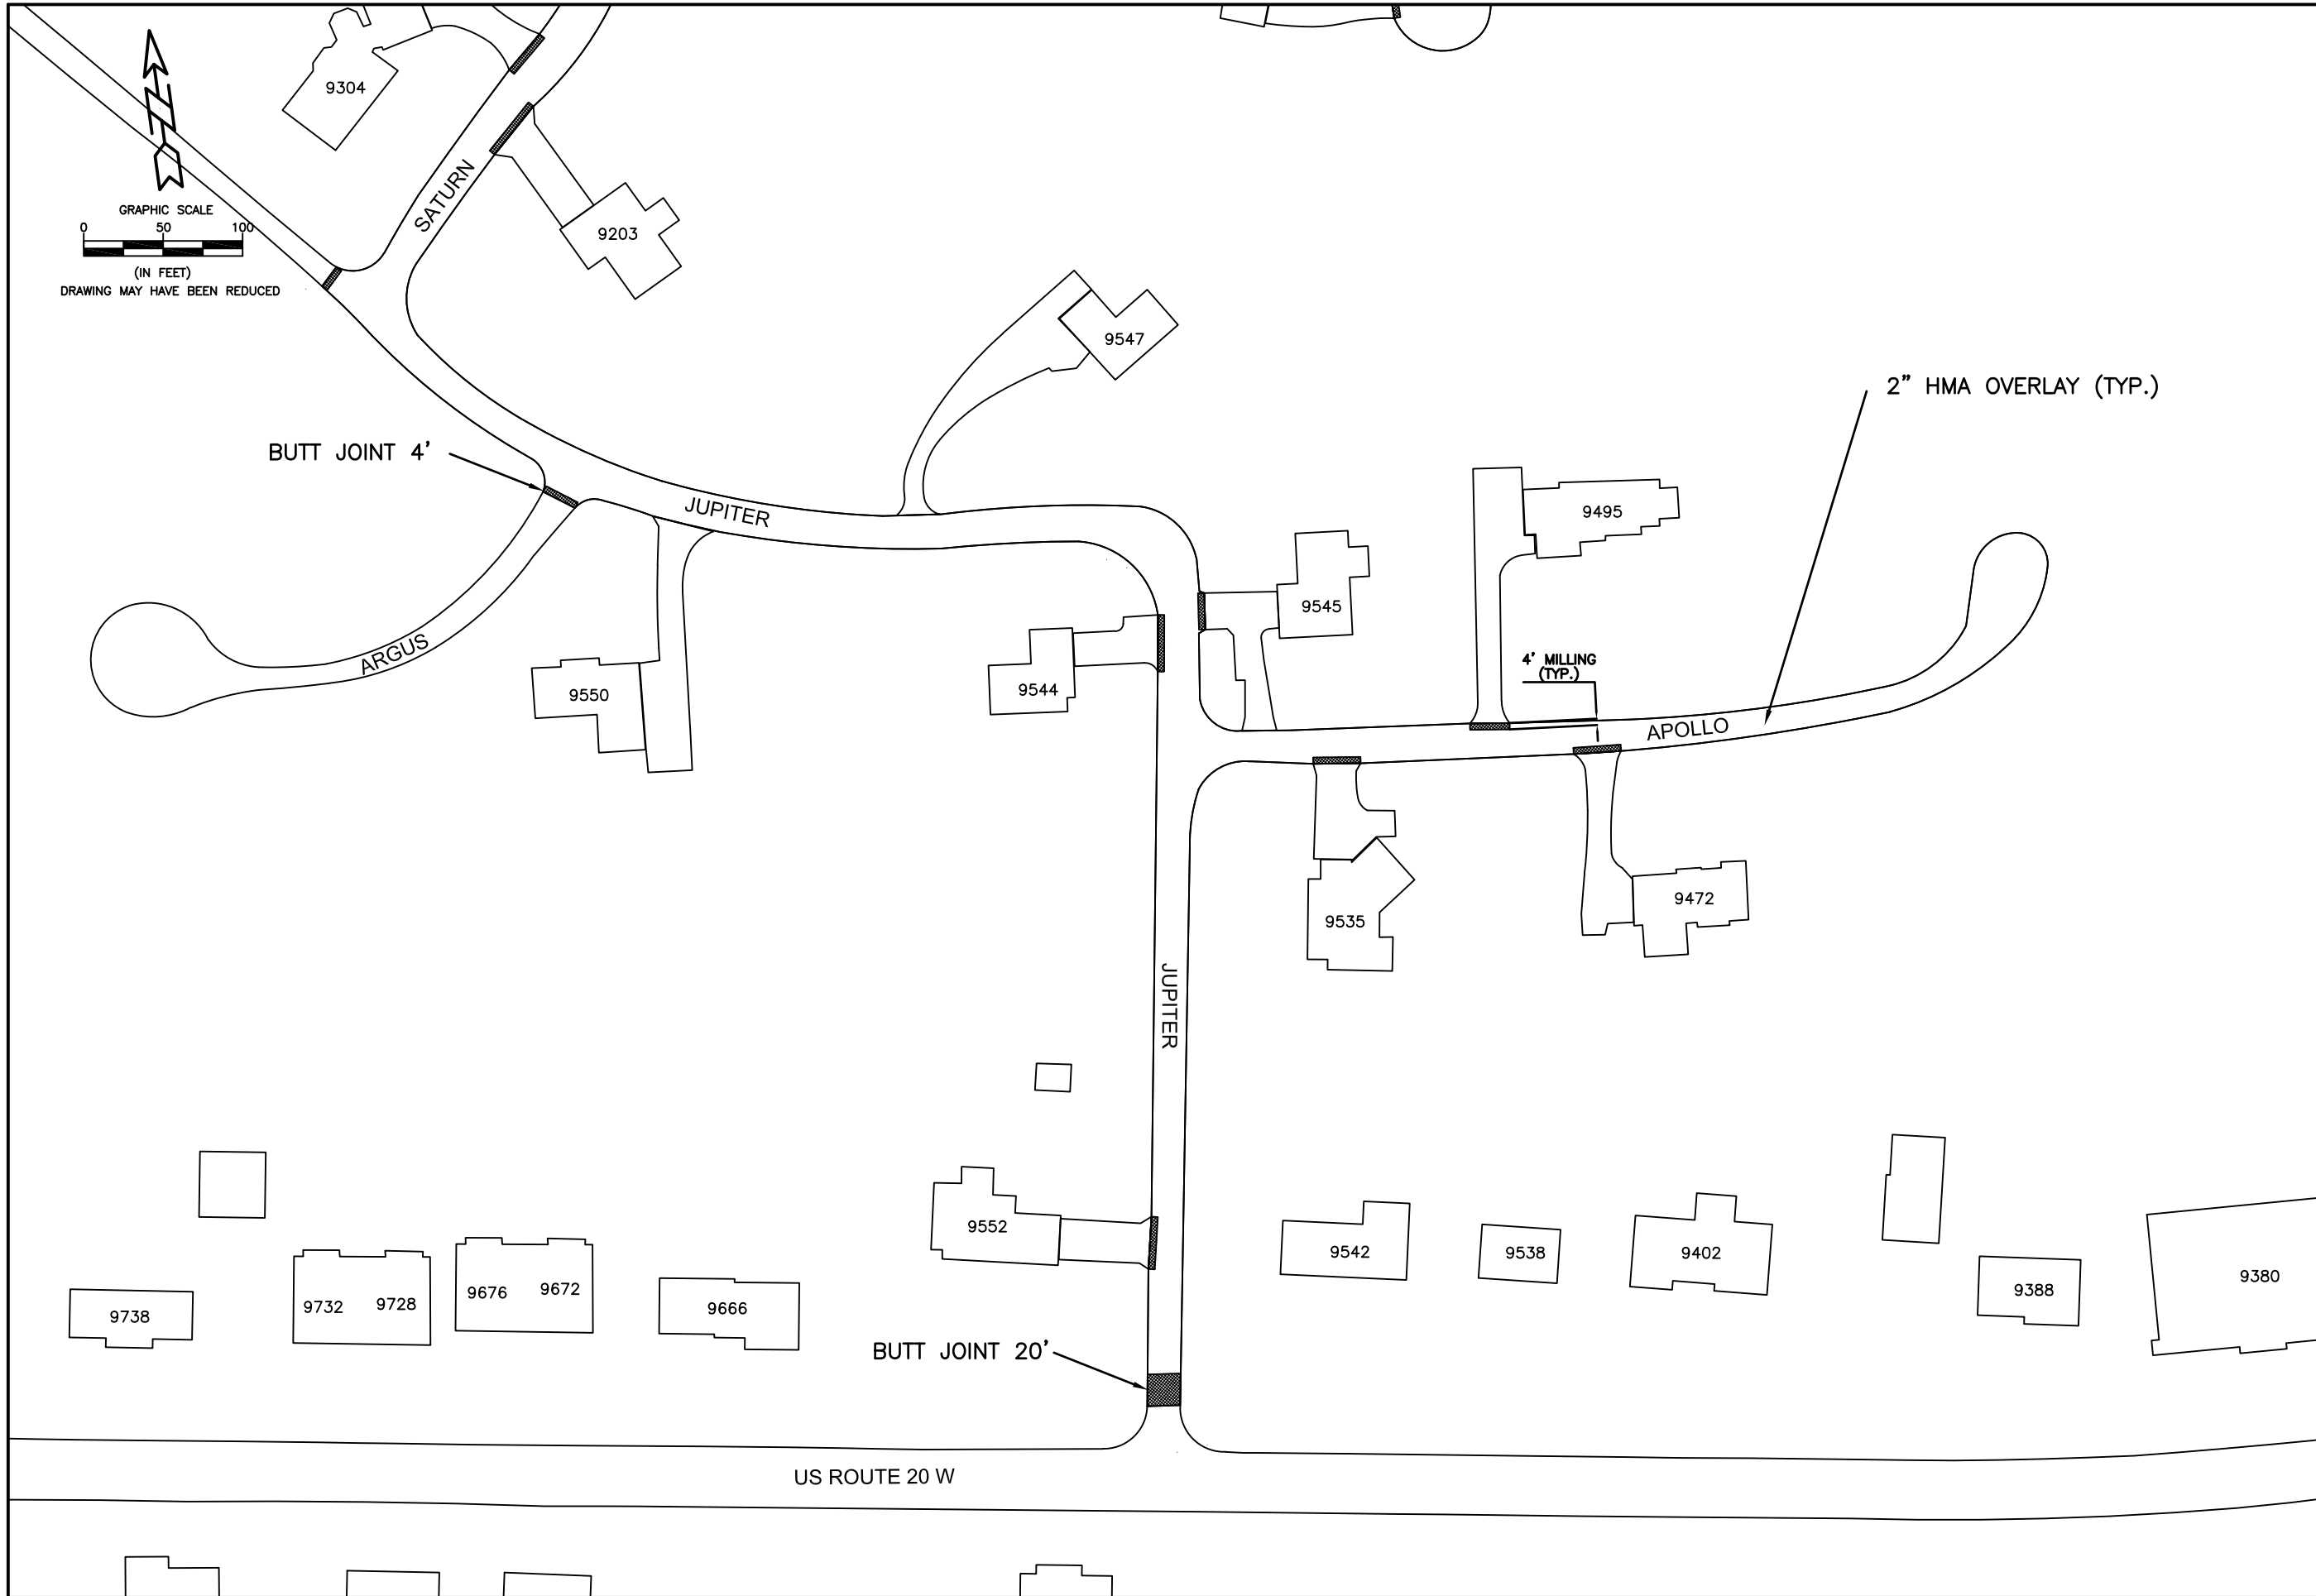 9304
SATURN
GRAPHIC SCALE
0 50 100
(IN FEET)
DRAWING MAY HAVE BEEN REDUCED
9203
9547
2" HMA OVERLAY (TYP.)
BUTT JOINT 4'
JUPITER
9495
9545
ARGUS
9550
9544
4' MILLING
(TYP.)
APOLLO
9472
9535
JUPITER
9552
9542
9538
9402
9388
9380
9738
9732
9728
9676
9672
9666
BUTT JOINT 20'
US ROUTE 20 W